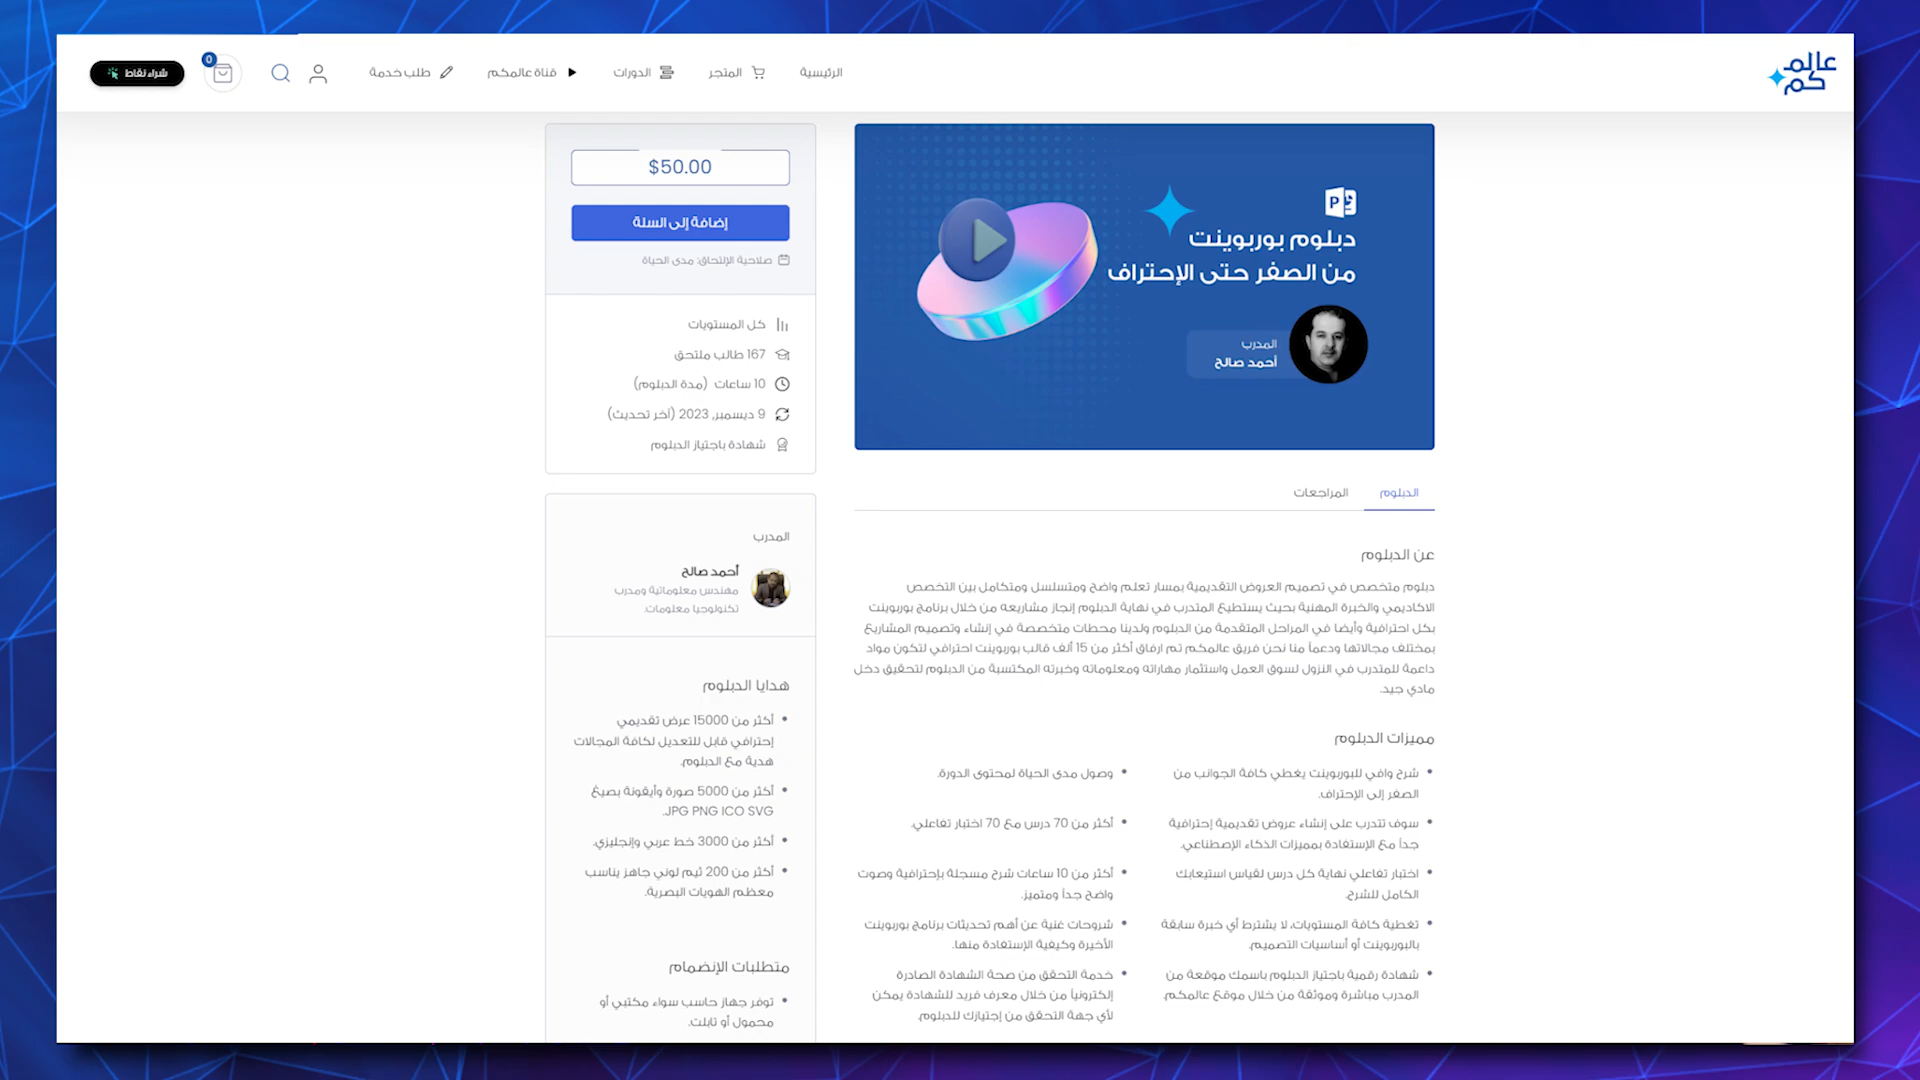 عالم
كم
الرئيسية
المتجر
الدورات
قناة عالمكم
طلب خدمة
0
شراء نقاط
دبلوم بوربوينت
من الصفر حتى الإحتراف
المدرب
أحمد صالح
الدبلوم
المراجعات
عن الدبلوم
دبلوم متخصص في تصميم العروض التقديمية بمسار تعلم واضح ومتسلسل ومتكامل بين التخصص
الاكاديمي والخبرة المهنية بحيث يستطيع المتدرب في نهاية الدبلوم إنجاز مشاريعه من خلال برنامج بوربوينت
بكل احترافية وأيضا في المراحل المتقدمة من الدبلوم ولدينا محطات متخصصة في إنشاء وتصميم المشاريع
بمختلف مجالاتها ودعماً منا نحن فريق عالمكم تم ارفاق أكثر من 15 ألف قالب بوربوينت احترافي لتكون مواد
داعمة للمتدرب في النزول لسوق العمل واستثمار مهاراته ومعلوماته وخبرته المكتسبة من الدبلوم لتحقيق دخل
مادي جيد.
مميزات الدبلوم
شرح وافي للبوربوينت يغطي كافة الجوانب من
الصفر إلى الإحتراف.
سوف تتدرب على إنشاء عروض تقديمية إحترافية
جداً مع الإستفادة بمميزات الذكاء الإصطناعي.
اختبار تفاعلي نهاية كل درس لقياس استيعابك
الكامل للشرح.
تغطية كافة المستويات، لا يشترط أي خبرة سابقة
بالبوربوينت أو أساسيات التصميم.
شهادة رقمية باجتياز الدبلوم باسمك موقعة من
المدرب مباشرة وموثقة من خلال موقع عالمكم.
وصول مدى الحياة لمحتوى الدورة.
أكثر من 70 درس مع 70 اختبار تفاعلي.
أكثر من 10 ساعات شرح مسجلة بإحترافية وصوت
واضح جداً ومتميز.
شروحات غنية عن أهم تحديثات برنامج بوربوينت
الأخيرة وكيفية الإستفادة منها.
خدمة التحقق من صحة الشهادة الصادرة
إلكترونياً من خلال معرف فريد للشهادة يمكن
لأي جهة التحقق من إجتيازك للدبلوم.
$50.00
إضافة إلى السلة
صلاحية الإلتحاق: مدى الحياة
كل المستويات
167 طالب ملتحق
10 ساعات (مدة الدبلوم)
9 ديسمبر, 2023 (آخر تحديث)
شهادة باجتياز الدبلوم
المدرب
أحمد صالح
مهندس معلوماتية ومدرب
تكنولوجيا معلومات.
هدايا الدبلوم
أكثر من 15000 عرض تقديمي
إحترافي قابل للتعديل لكافة المجالات
هدية مع الدبلوم.
أكثر من 5000 صورة وأيقونة بصيغ
JPG PNG ICO SVG.
أكثر من 3000 خط عربي وإنجليزي.
أكثر من 200 ثيم لوني جاهز يناسب
معظم الهويات البصرية.
متطلبات الإنضمام
توفر جهاز حاسب سواء مكتبي أو
محمول أو تابلت.